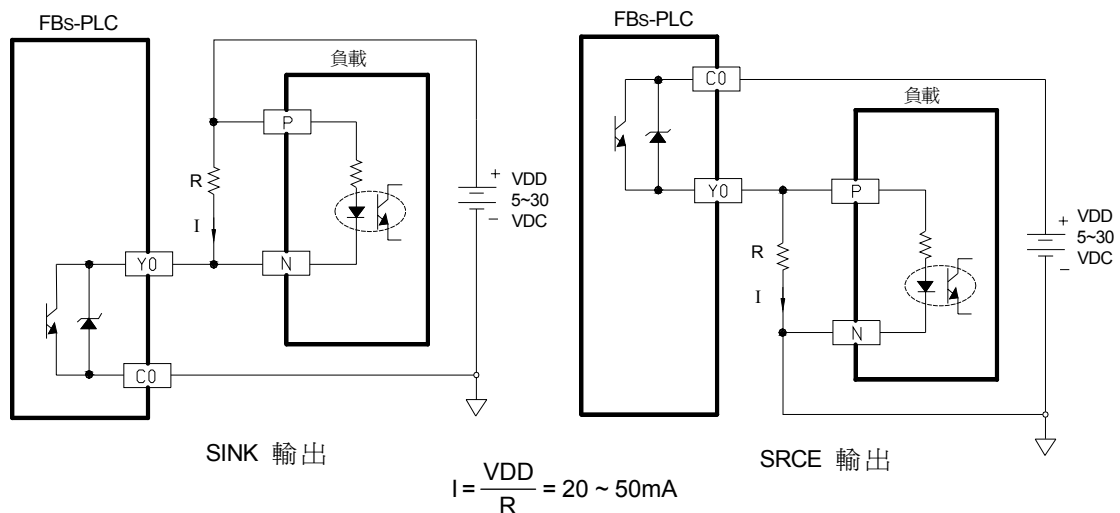 FBs-PLC
負載
P
R
I
N
Y0
C0
+ VDD
5~30
− VDC
SINK 輸出
FBs-PLC
C0
負載
Y0
P
R
I
N
+ VDD
5~30
− VDC
SRCE 輸出
I = VDD / R = 20 ~ 50mA